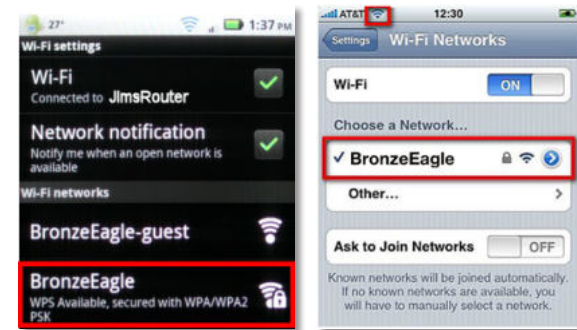 27°
1:37 PM
Wi-Fi settings
Wi-Fi
Connected to JimsRouter
Network notification
Notify me when an open network is
available
Wi-Fi networks
BronzeEagle-guest
BronzeEagle
WPS Available, secured with WPA/WPA2
PSK
AT&T 12:30
Settings Wi-Fi Networks
Wi-Fi ON
Choose a Network...
✓ BronzeEagle
Other... >
Ask to Join Networks OFF
Known networks will be joined automatically.
If no known networks are available, you
will have to manually select a network.